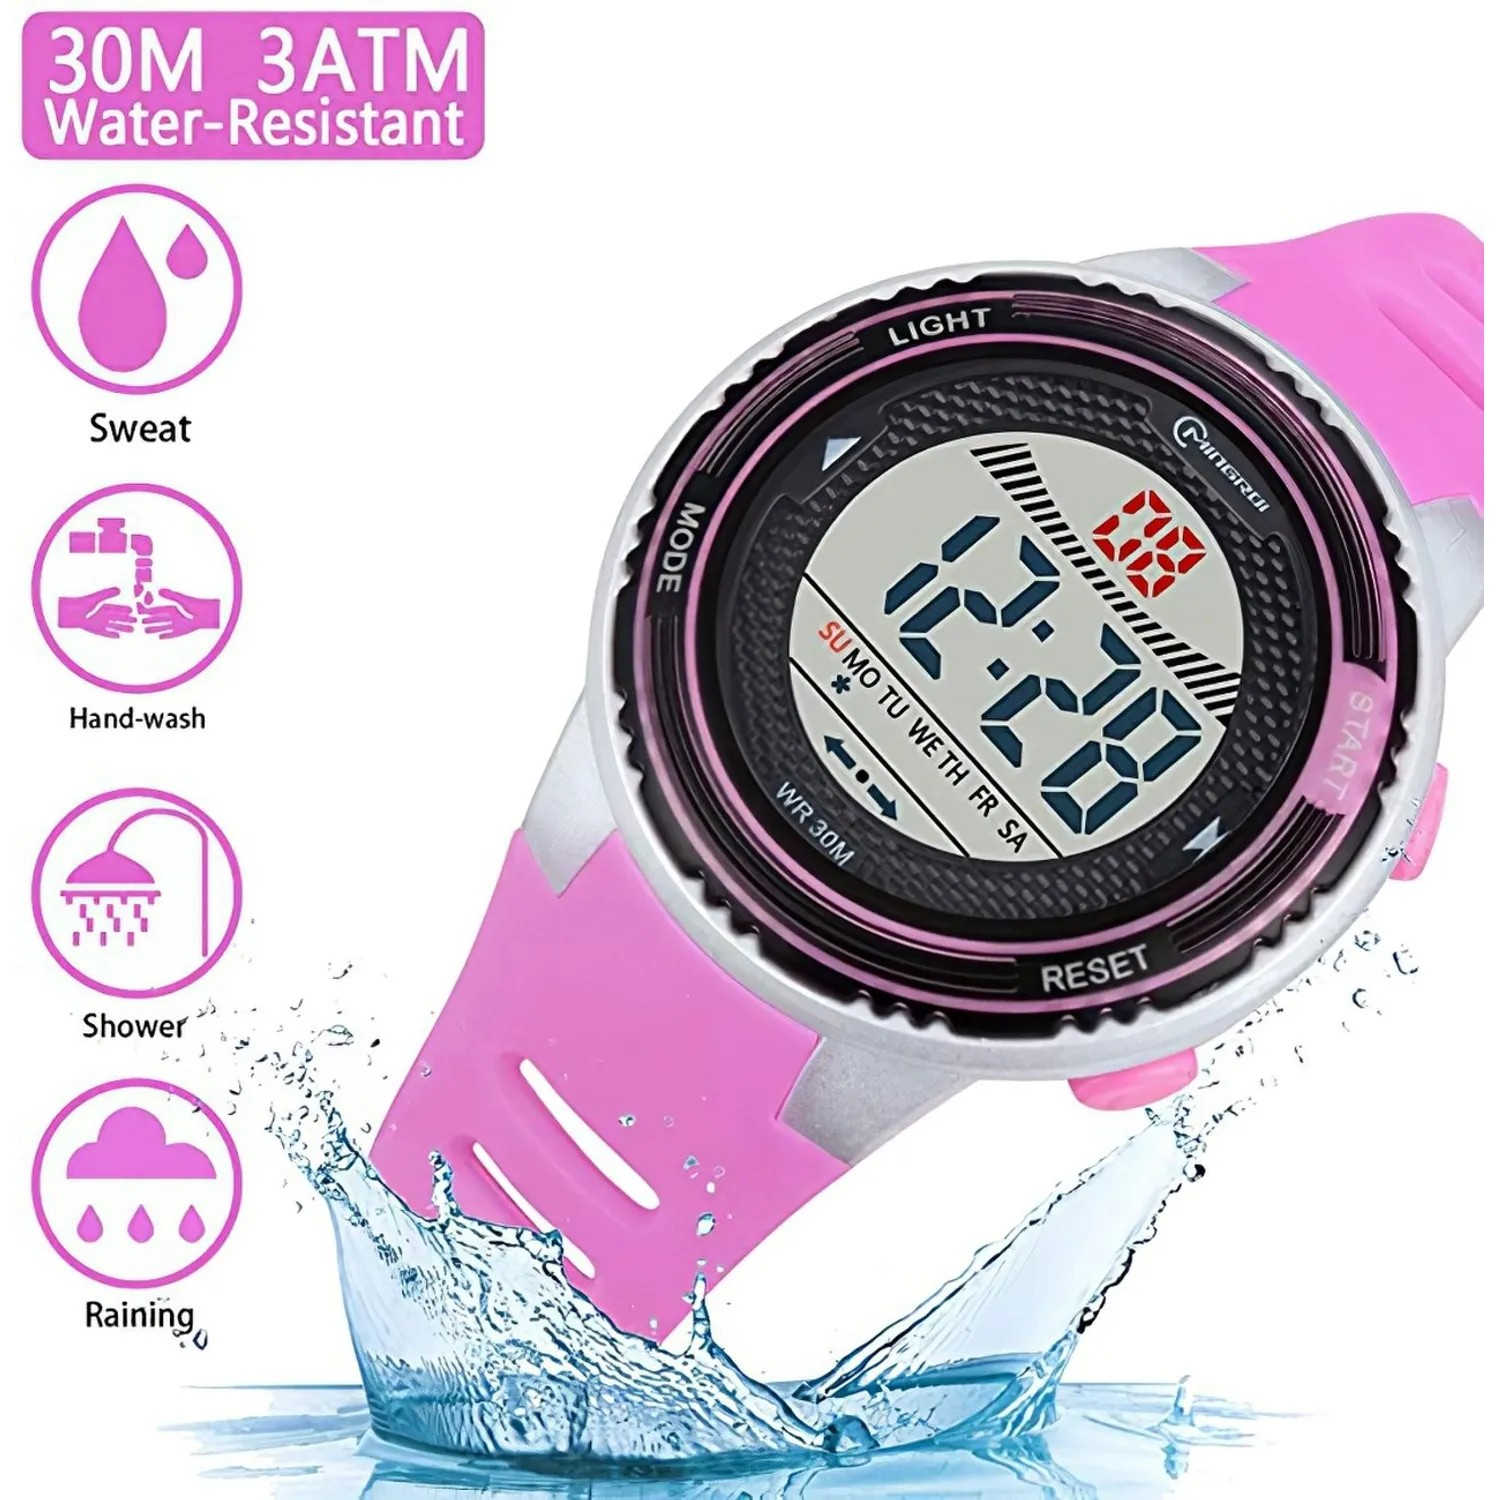 30M 3ATM
Water-Resistant
Sweat
Hand-wash
Shower
Raining
LIGHT
MODE
MINGRUI
08
12:28
SU MO TU WE TH FR SA
*
WR 30M
START
RESET